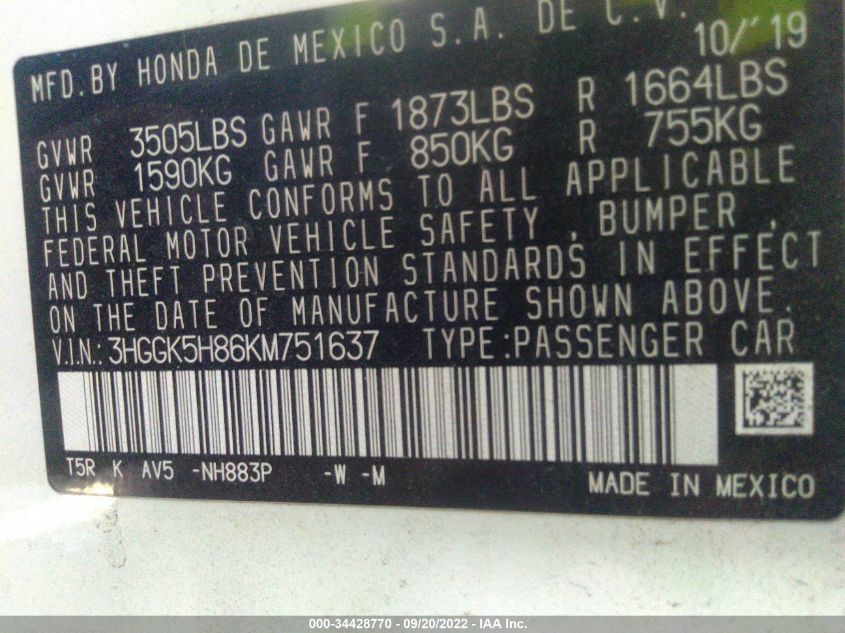 MFD. BY HONDA DE MEXICO S.A. DE C.V. 10/'19
GVWR 3505LBS GAWR F 1873LBS R 1664LBS
GVWR 1590KG GAWR F 850KG R 755KG
THIS VEHICLE CONFORMS TO ALL APPLICABLE
FEDERAL MOTOR VEHICLE SAFETY , BUMPER ,
AND THEFT PREVENTION STANDARDS IN EFFECT
ON THE DATE OF MANUFACTURE SHOWN ABOVE.
V.I.N.: 3HGGK5H86KM751637 TYPE:PASSENGER CAR
T5R K AV5 -NH883P -W -M MADE IN MEXICO
000-34428770 - 09/20/2022 - IAA Inc.